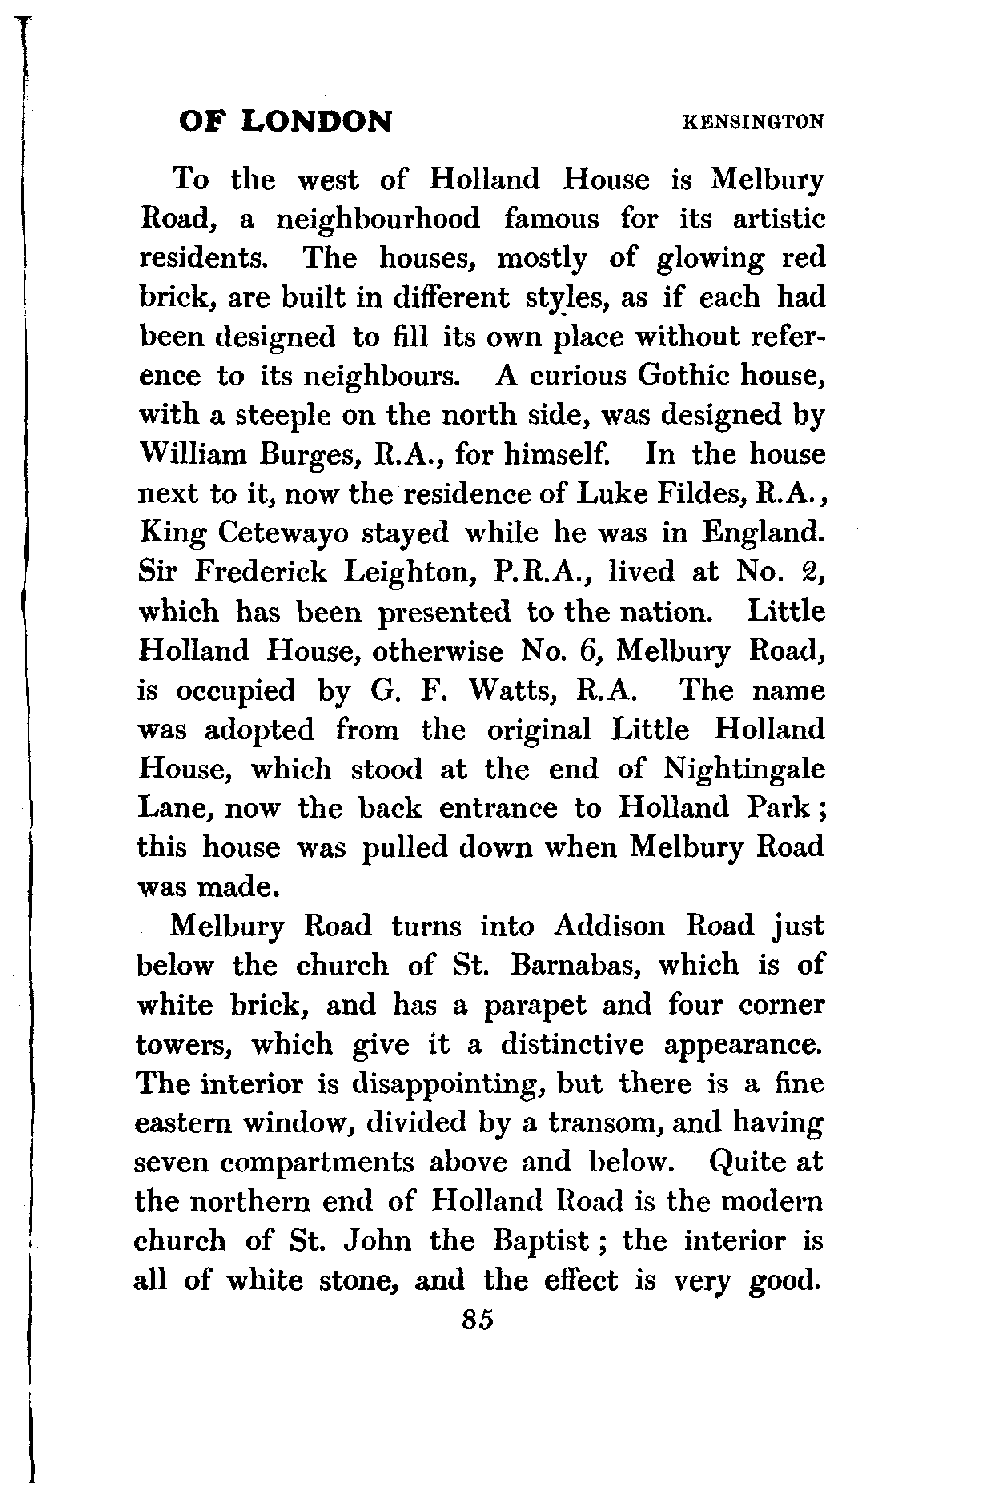 OF LONDON KENSINGTON
To the west of Holland House is Melbury
Road, a neighbourhood famous for its artistic
residents. The houses, mostly of glowing red
brick, are built in different styles, as if each had
been designed to fill its own place without refer-
ence to its neighbours. A curious Gothic house,
with a steeple on the north side, was designed by
William Burges, R.A., for himself. In the house
next to it, now the residence of Luke Fildes, R.A.,
King Cetewayo stayed while he was in England.
Sir Frederick Leighton, P.R.A., lived at No. 2,
which has been presented to the nation. Little
Holland House, otherwise No. 6, Melbury Road,
is occupied by G. F. Watts, R.A. The name
was adopted from the original Little Holland
House, which stood at the end of Nightingale
Lane, now the back entrance to Holland Park ;
this house was pulled down when Melbury Road
was made.
Melbury Road turns into Addison Road just
below the church of St. Barnabas, which is of
white brick, and has a parapet and four corner
towers, which give it a distinctive appearance.
The interior is disappointing, but there is a fine
eastern window, divided by a transom, and having
seven compartments above and below. Quite at
the northern end of Holland Road is the modern
church of St. John the Baptist ; the interior is
all of white stone, and the effect is very good.
85